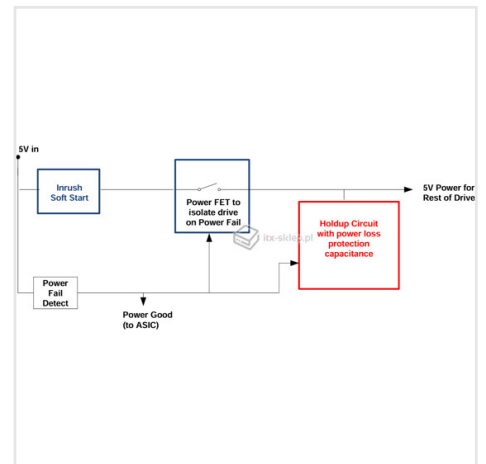 5V in
Inrush
Soft Start
Power FET to
isolate drive
on Power Fail
5V Power for
Rest of Drive
Holdup Circuit
with power loss
protection
capacitance
itx-sklep.pl
Power
Fail
Detect
Power Good
(to ASIC)